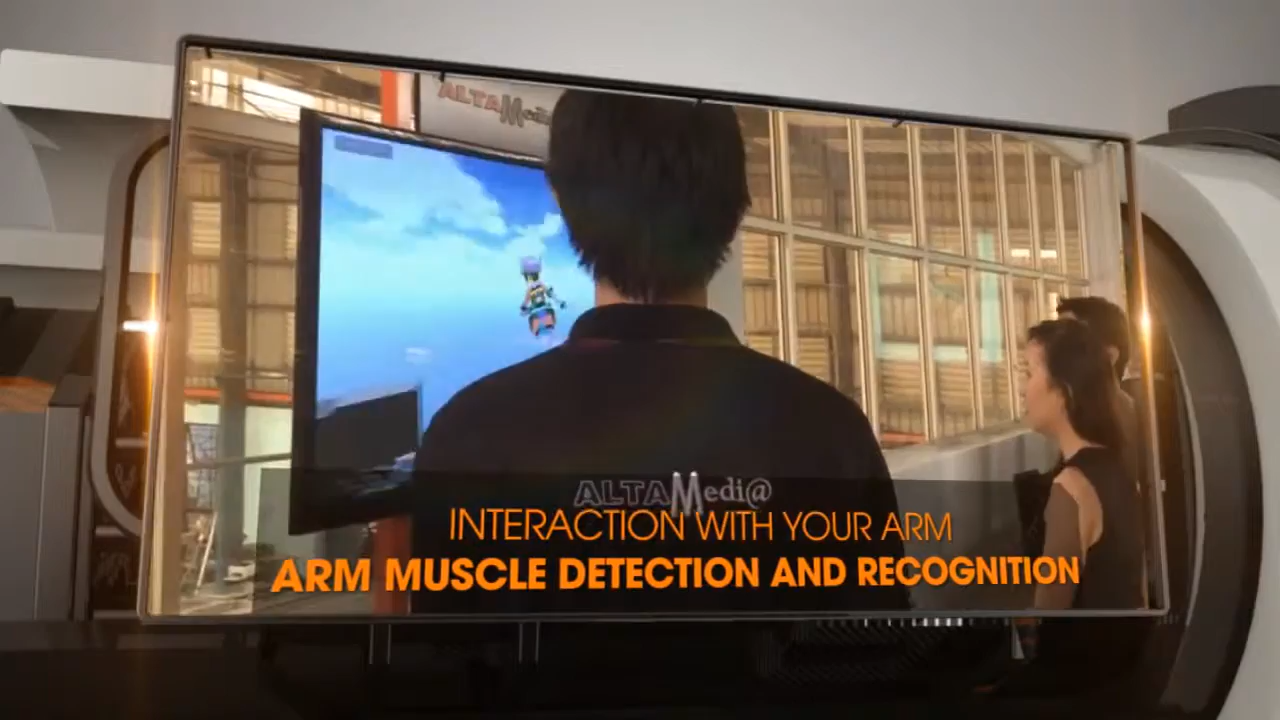 ALTAMedi@
ALTAMedi@
INTERACTION WITH YOUR ARM
ARM MUSCLE DETECTION AND RECOGNITION